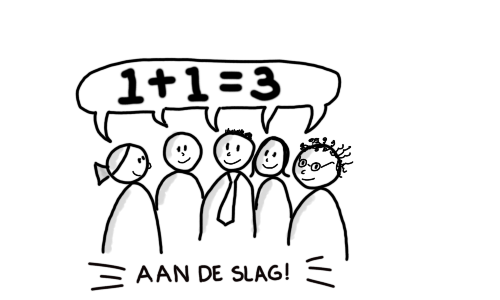 1+1=3
AAN DE SLAG!